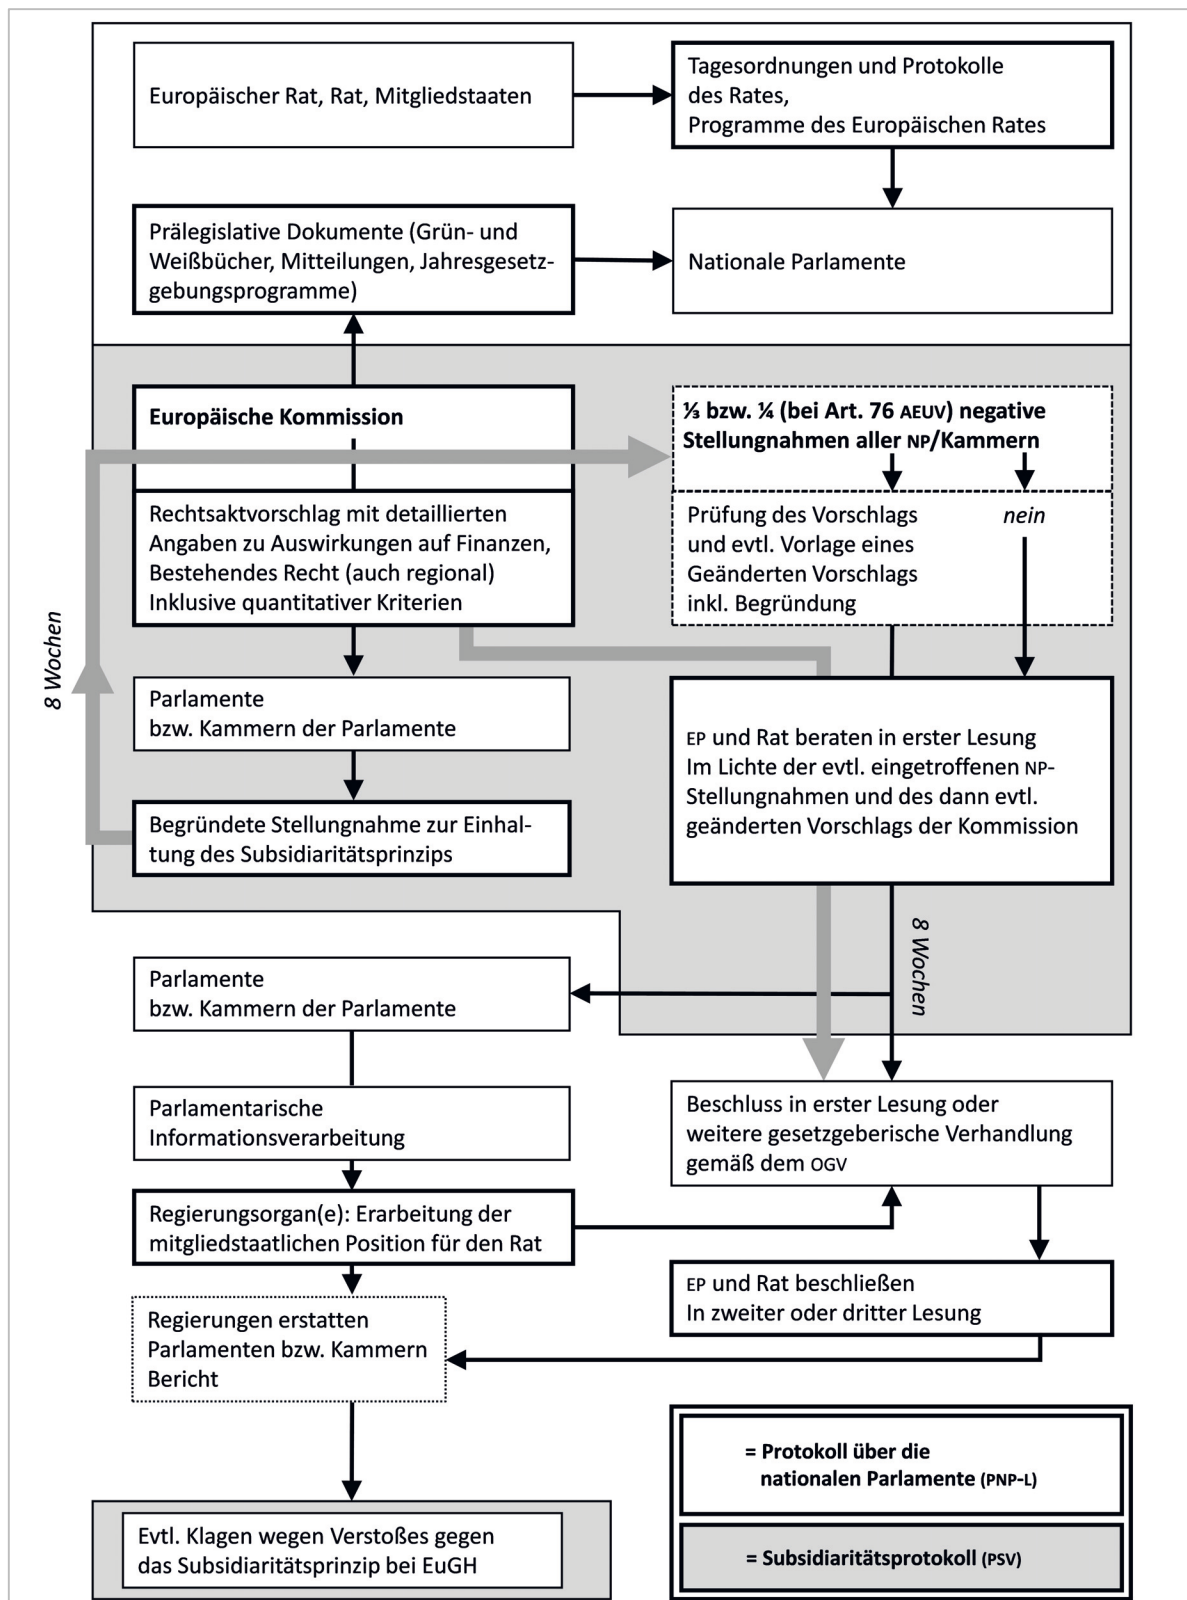 Europäischer Rat, Rat, Mitgliedstaaten
Tagesordnungen und Protokolle
des Rates,
Programme des Europäischen Rates
Prälegislative Dokumente (Grün- und
Weißbücher, Mitteilungen, Jahresgesetz-
gebungsprogramme)
Nationale Parlamente
Europäische Kommission
⅓ bzw. ¼ (bei Art. 76 AEUV) negative
Stellungnahmen aller NP/Kammern
Rechtsaktvorschlag mit detaillierten
Angaben zu Auswirkungen auf Finanzen,
Bestehendes Recht (auch regional)
Inklusive quantitativer Kriterien
Prüfung des Vorschlags
und evtl. Vorlage eines
Geänderten Vorschlags
inkl. Begründung
nein
8 Wochen
Parlamente
bzw. Kammern der Parlamente
EP und Rat beraten in erster Lesung
Im Lichte der evtl. eingetroffenen NP-
Stellungnahmen und des dann evtl.
geänderten Vorschlags der Kommission
Begründete Stellungnahme zur Einhal-
tung des Subsidiaritätsprinzips
8 Wochen
Parlamente
bzw. Kammern der Parlamente
Parlamentarische
Informationsverarbeitung
Beschluss in erster Lesung oder
weitere gesetzgeberische Verhandlung
gemäß dem OGV
Regierungsorgan(e): Erarbeitung der
mitgliedstaatlichen Position für den Rat
EP und Rat beschließen
In zweiter oder dritter Lesung
Regierungen erstatten
Parlamenten bzw. Kammern
Bericht
= Protokoll über die
nationalen Parlamente (PNP-L)
Evtl. Klagen wegen Verstoßes gegen
das Subsidiaritätsprinzip bei EuGH
= Subsidiaritätsprotokoll (PSV)